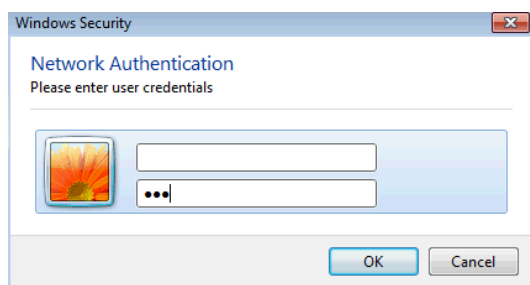 Windows Security
Network Authentication
Please enter user credentials
•••
OK
Cancel